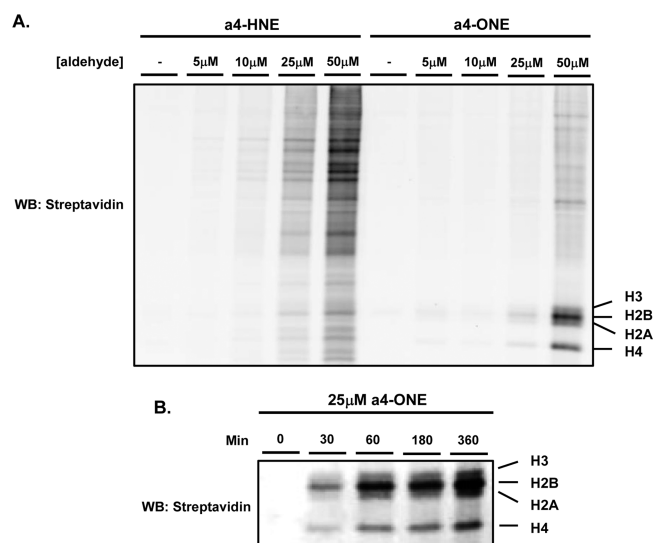 A.
a4-HNE a4-ONE
[aldehyde] - 5μM 10μM 25μM 50μM - 5μM 10μM 25μM 50μM
WB: Streptavidin
H3
H2B
H2A
H4
B.
25μM a4-ONE
Min 0 30 60 180 360
WB: Streptavidin
H3
H2B
H2A
H4